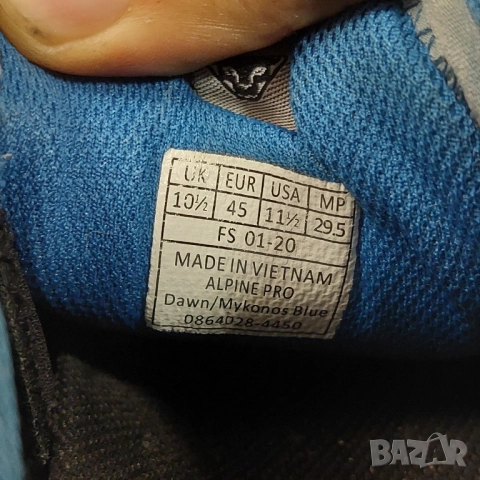 UK EUR USA MP
10½ 45 11½ 29.5
FS 01-20
MADE IN VIETNAM
ALPINE PRO
Dawn/Mykonos Blue
0864028-4450
BAZAR